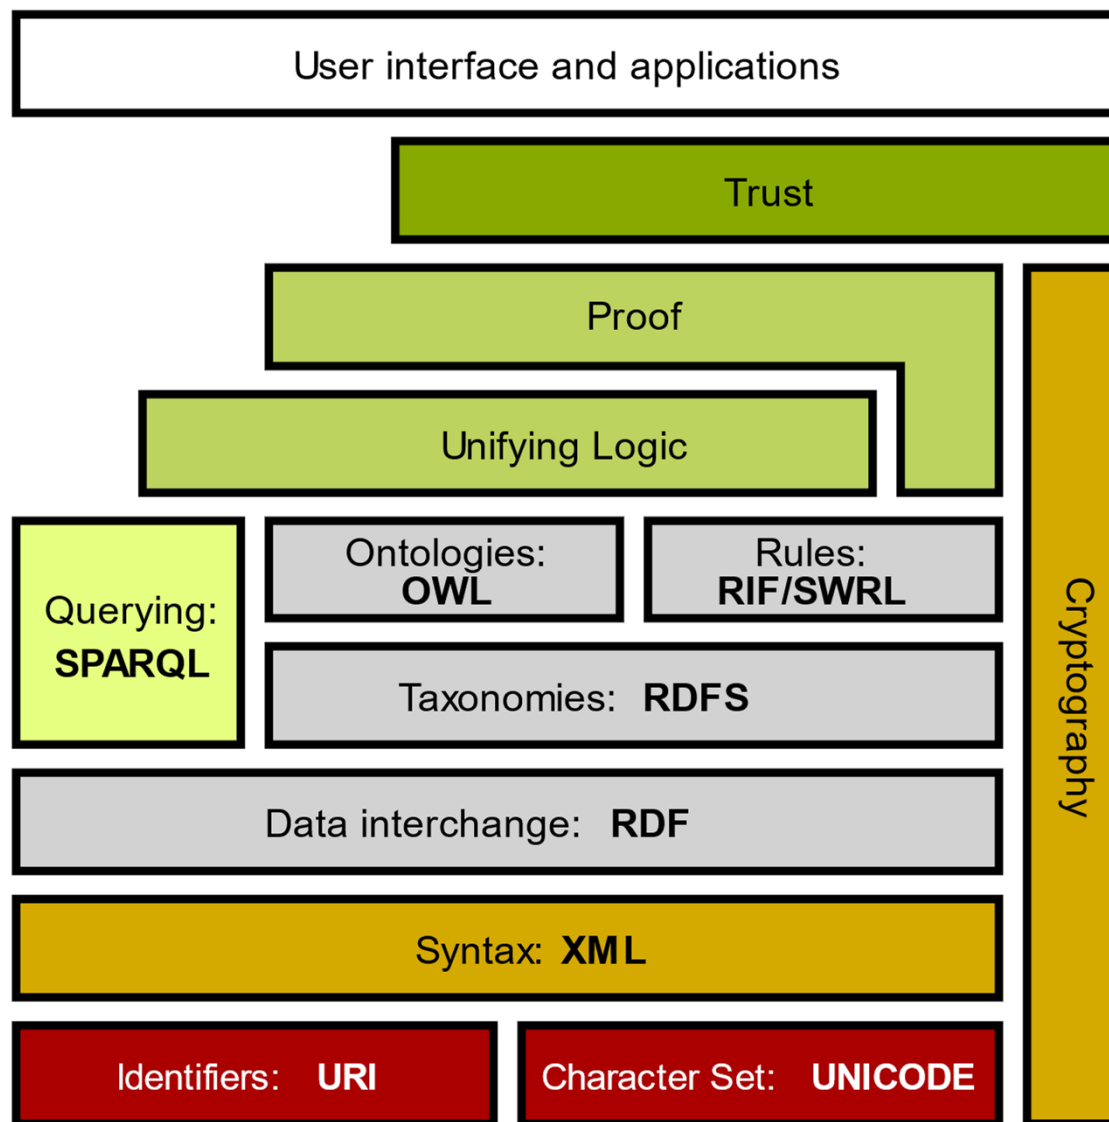 User interface and applications
Trust
Proof
Unifying Logic
Ontologies:
OWL
Rules:
RIF/SWRL
Querying:
SPARQL
Taxonomies: RDFS
Cryptography
Data interchange: RDF
Syntax: XML
Identifiers: URI
Character Set: UNICODE